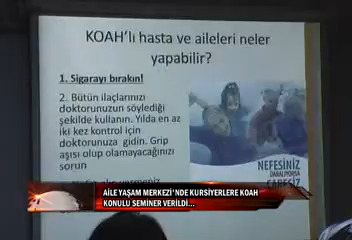 KOAH'lı hasta ve aileleri neler
yapabilir?
1. Sigarayı bırakın!
2. Bütün ilaçlarınızı
doktorunuzun söylediği
şekilde kullanın. Yılda en az
iki kez kontrol için
doktorunuza gidin. Grip
aşısı olup olamayacağınızı
sorun
NEFESİNİZ
DARALIYORSA
AİLE YAŞAM MERKEZİ'NDE KURSİYERLERE KOAH
KONULU SEMİNER VERİLDİ...